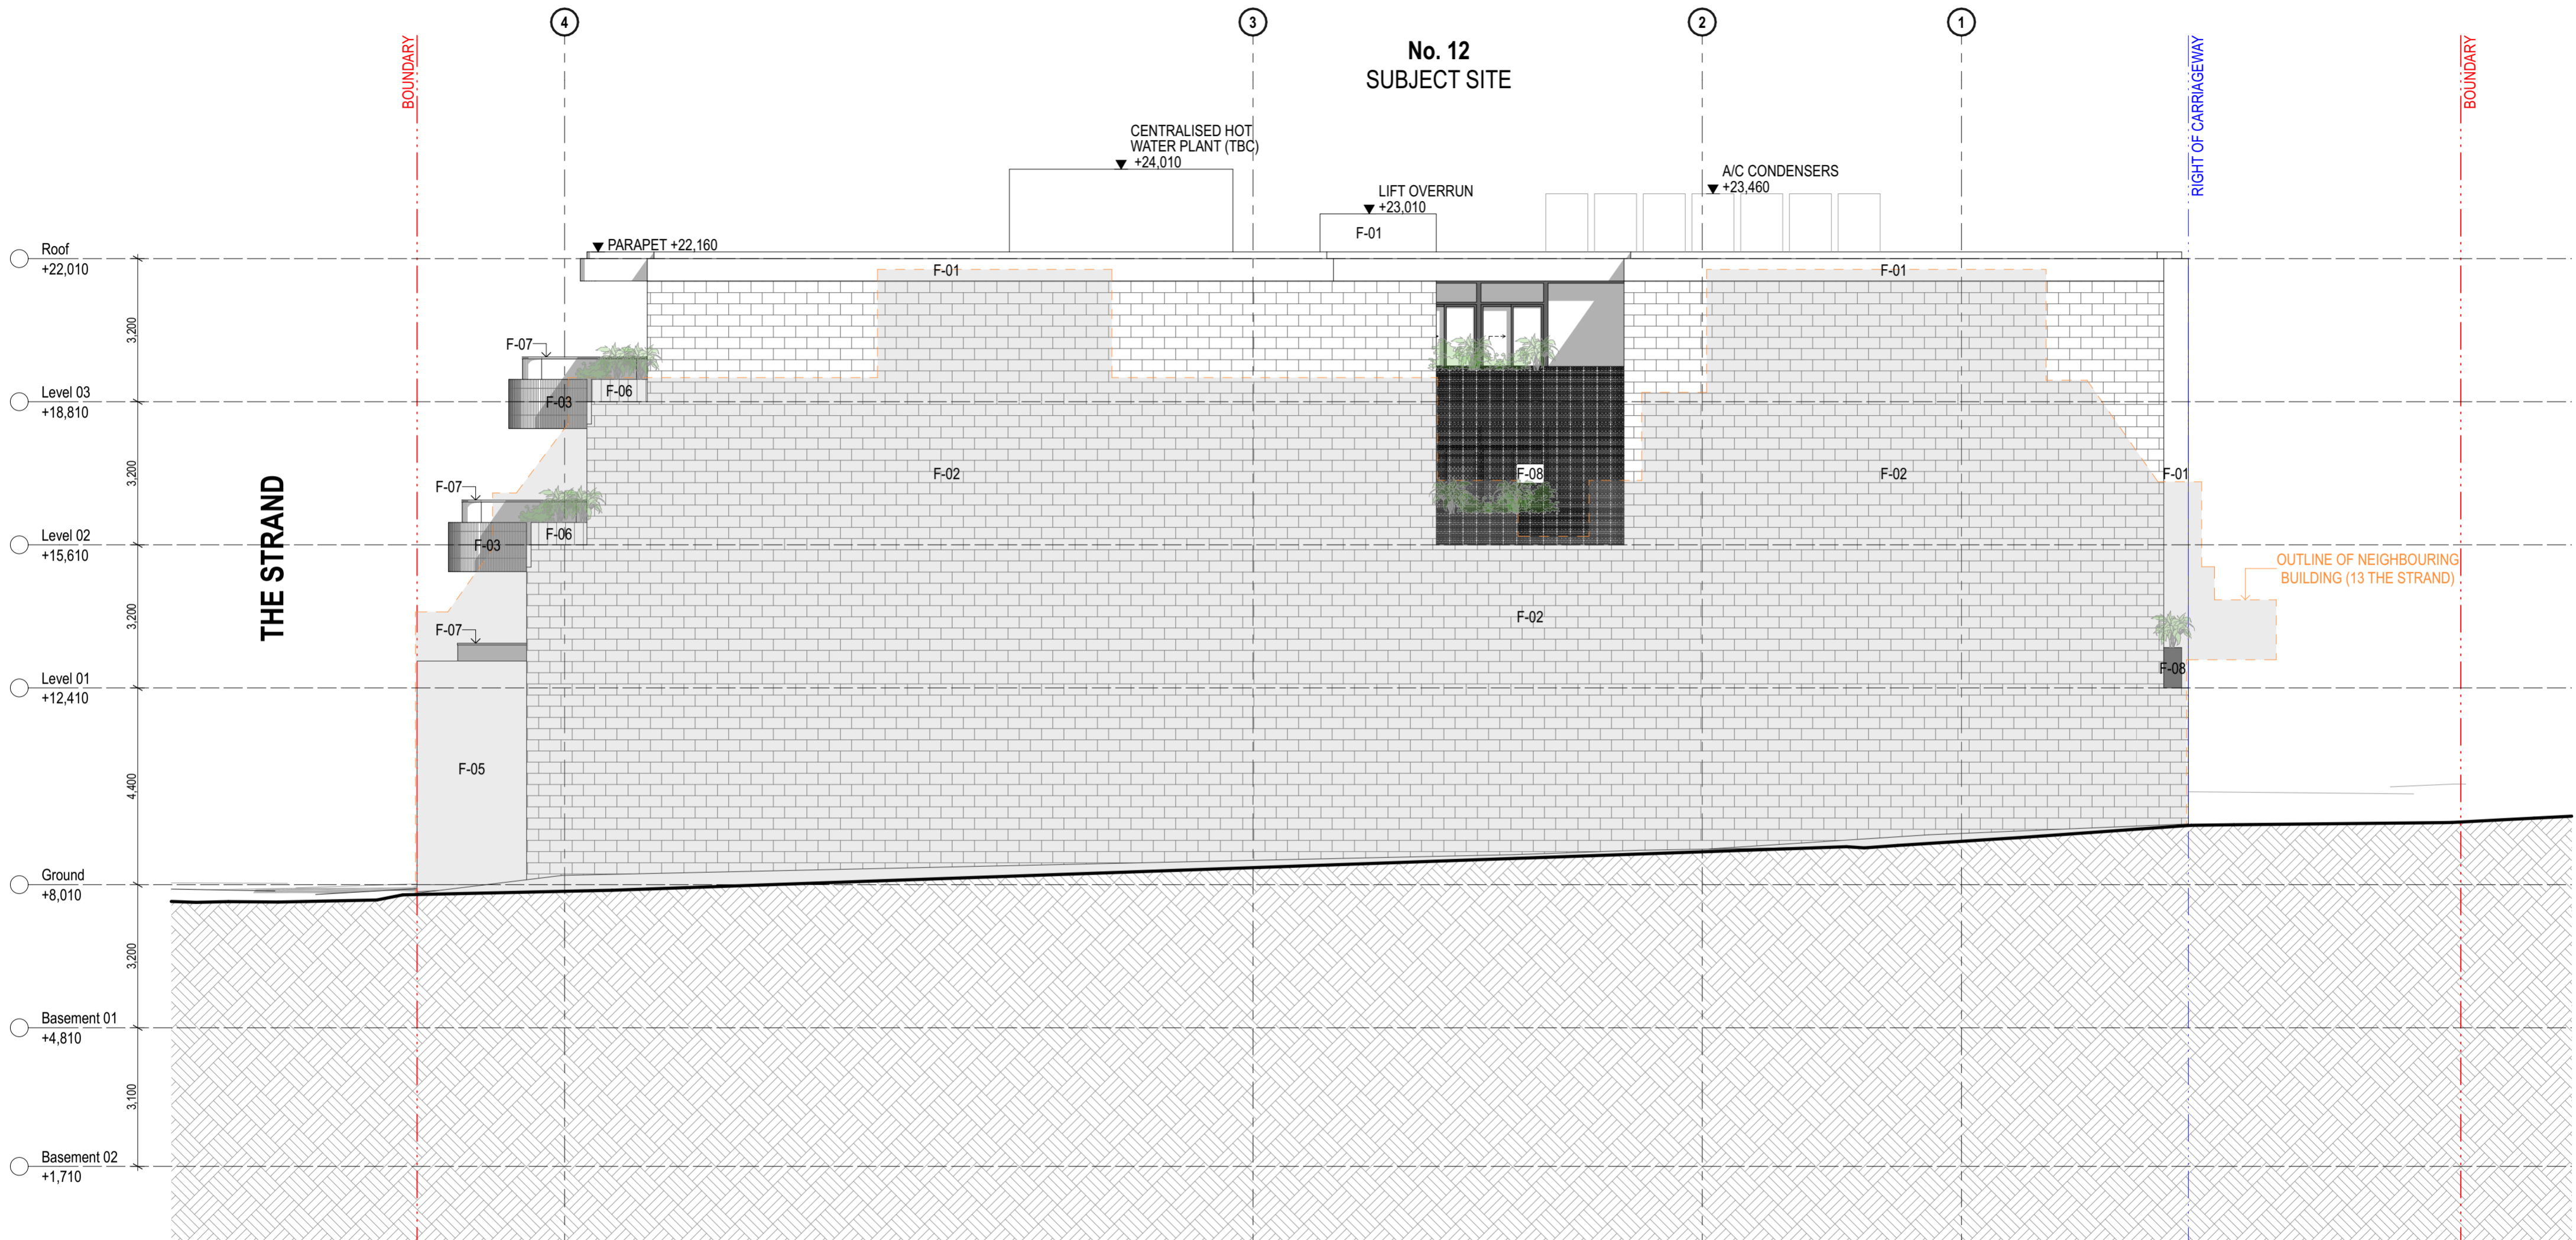 4
3
2
1
No. 12
SUBJECT SITE
BOUNDARY
RIGHT OF CARRIAGEWAY
BOUNDARY
CENTRALISED HOT
WATER PLANT (TBC)
+24,010
LIFT OVERRUN
+23,010
F-01
A/C CONDENSERS
+23,460
PARAPET +22,160
Roof
+22,010
F-01
F-01
3,200
F-07
F-06
F-03
Level 03
+18,810
3,200
F-02
F-08
F-02
F-01
F-07
F-06
F-03
Level 02
+15,610
THE STRAND
OUTLINE OF NEIGHBOURING
BUILDING (13 THE STRAND)
3,200
F-02
F-07
F-08
Level 01
+12,410
4,400
F-05
Ground
+8,010
3,200
Basement 01
+4,810
3,100
Basement 02
+1,710